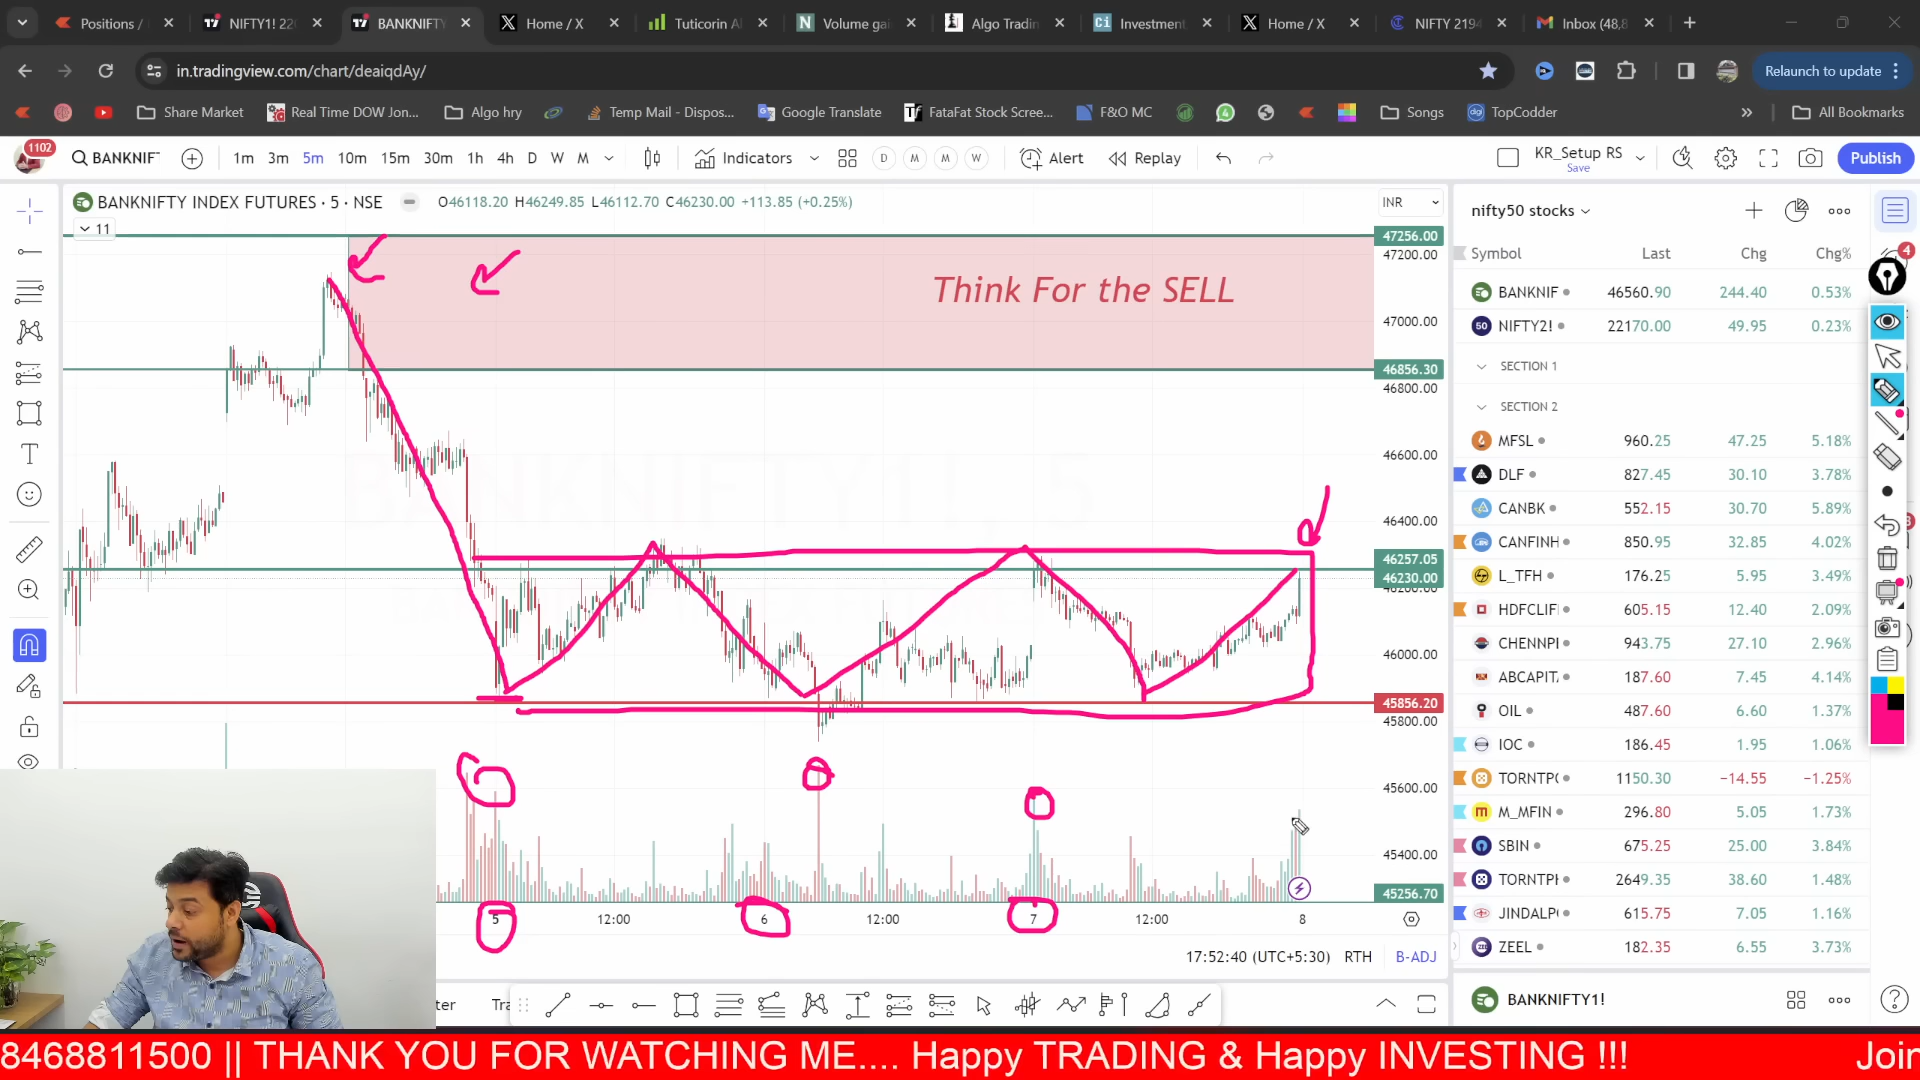 Positions /
NIFTY1! 220
BANKNIFTY
Home / X
Tuticorin Al
Volume gai
Algo Tradin
Investment
Home / X
NIFTY 2194
Inbox (48,8
in.tradingview.com/chart/deaiqdAy/
Relaunch to update
Share Market
Real Time DOW Jon...
Algo hry
Temp Mail - Dispos...
Google Translate
FataFat Stock Scree...
F&O MC
Songs
TopCodder
All Bookmarks
1102
BANKNIF
1m 3m 5m 10m 15m 30m 1h 4h D W M
Indicators
D M M W
Alert
Replay
KR_Setup RS
Save
Publish
BANKNIFTY INDEX FUTURES · 5 · NSE
O46118.20 H46249.85 L46112.70 C46230.00 +113.85 (+0.25%)
INR
11
Think For the SELL
47256.00
47200.00
47000.00
46856.30
46800.00
46600.00
46400.00
46257.05
46230.00
46200.00
46000.00
45856.20
45800.00
45600.00
45400.00
45256.70
5 12:00 6 12:00 7 12:00 8
17:52:40 (UTC+5:30) RTH B-ADJ
nifty50 stocks
Symbol Last Chg Chg%
BANKNIF 46560.90 244.40 0.53%
NIFTY2! 22170.00 49.95 0.23%
SECTION 1
SECTION 2
MFSL 960.25 47.25 5.18%
DLF 827.45 30.10 3.78%
CANBK 552.15 30.70 5.89%
CANFINH 850.95 32.85 4.02%
L_TFH 176.25 5.95 3.49%
HDFCLIF 605.15 12.40 2.09%
CHENNPI 943.75 27.10 2.96%
ABCAPIT 187.60 7.45 4.14%
OIL 487.60 6.60 1.37%
IOC 186.45 1.95 1.06%
TORNTPO 1150.30 −14.55 −1.25%
M_MFIN 296.80 5.05 1.73%
SBIN 675.25 25.00 3.84%
TORNTPH 2649.35 38.60 1.48%
JINDALPO 615.75 7.05 1.16%
ZEEL 182.35 6.55 3.73%
BANKNIFTY1!
4
8468811500 || THANK YOU FOR WATCHING ME.... Happy TRADING & Happy INVESTING !!!
Join